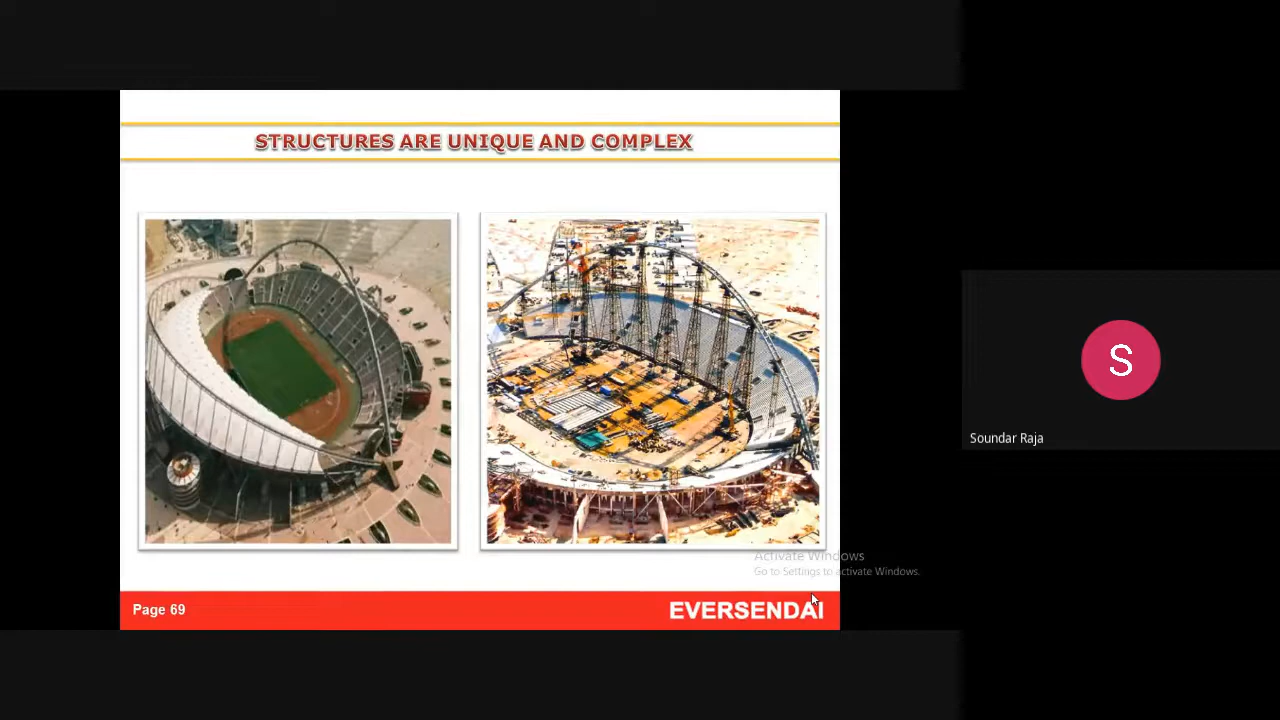 STRUCTURES ARE UNIQUE AND COMPLEX
S
Soundar Raja
Activate Windows
Go to Settings to activate Windows.
Page 69
EVERSENDAI